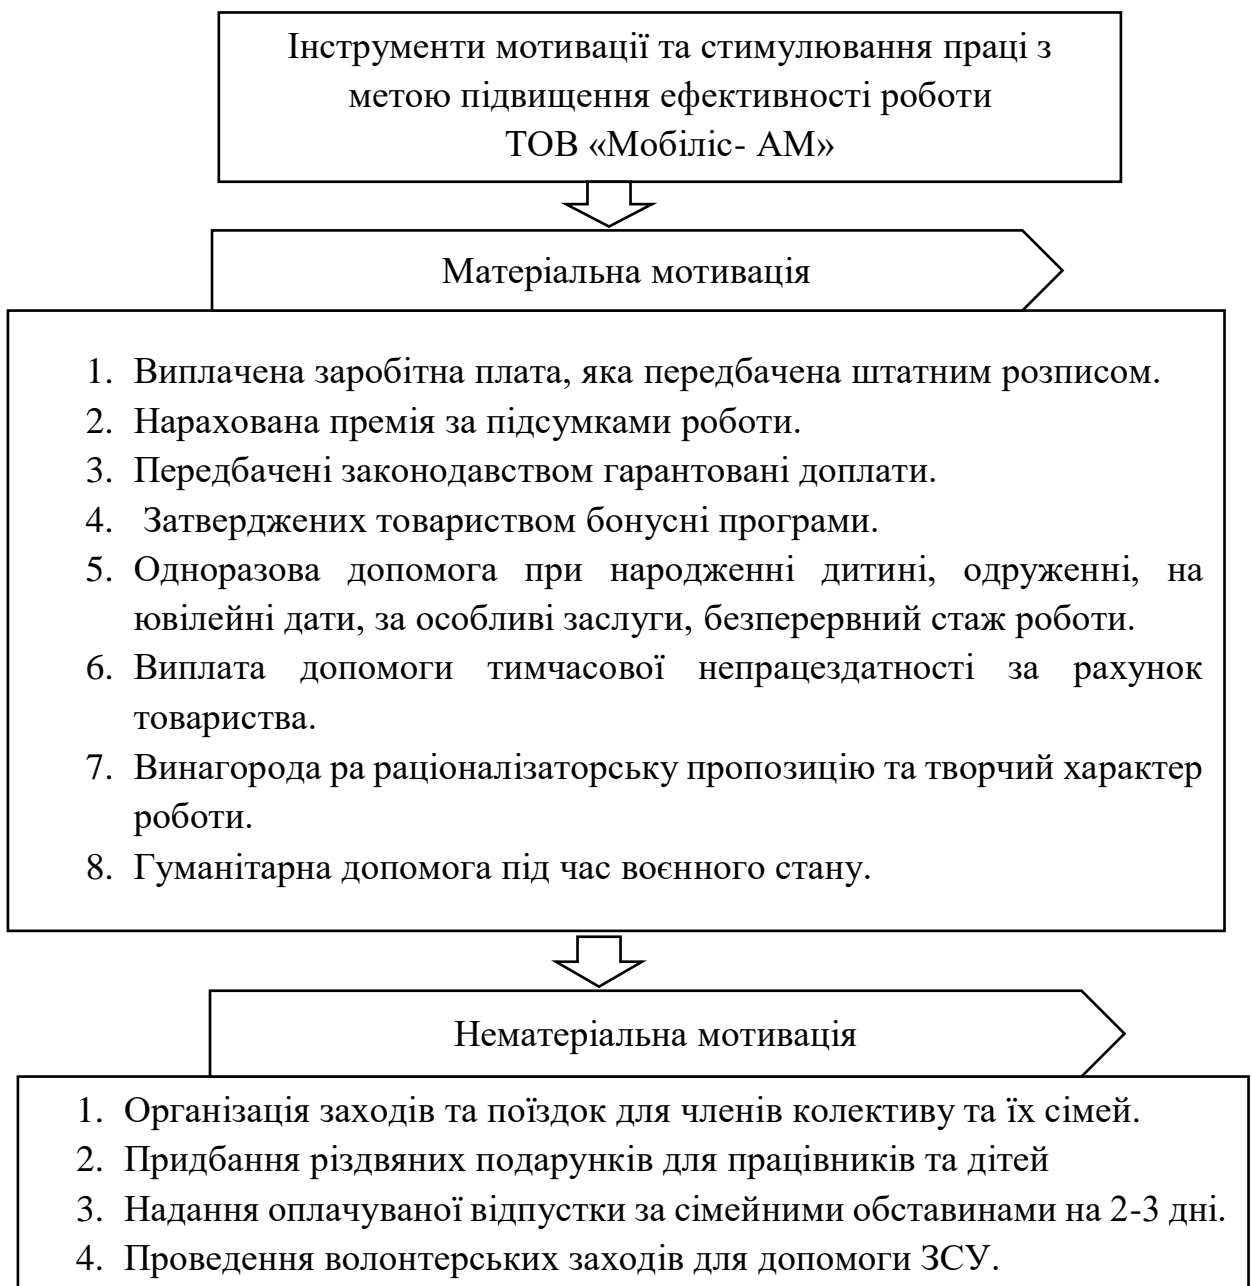 Інструменти мотивації та стимулювання праці з
метою підвищення ефективності роботи
ТОВ «Мобіліс- АМ»
Матеріальна мотивація
1. Виплачена заробітна плата, яка передбачена штатним розписом.
2. Нарахована премія за підсумками роботи.
3. Передбачені законодавством гарантовані доплати.
4. Затверджених товариством бонусні програми.
5. Одноразова допомога при народженні дитині, одруженні, на
ювілейні дати, за особливі заслуги, безперервний стаж роботи.
6. Виплата допомоги тимчасової непрацездатності за рахунок
товариства.
7. Винагорода ра раціоналізаторську пропозицію та творчий характер
роботи.
8. Гуманітарна допомога під час воєнного стану.
Нематеріальна мотивація
1. Організація заходів та поїздок для членів колективу та їх сімей.
2. Придбання різдвяних подарунків для працівників та дітей
3. Надання оплачуваної відпустки за сімейними обставинами на 2-3 дні.
4. Проведення волонтерських заходів для допомоги ЗСУ.